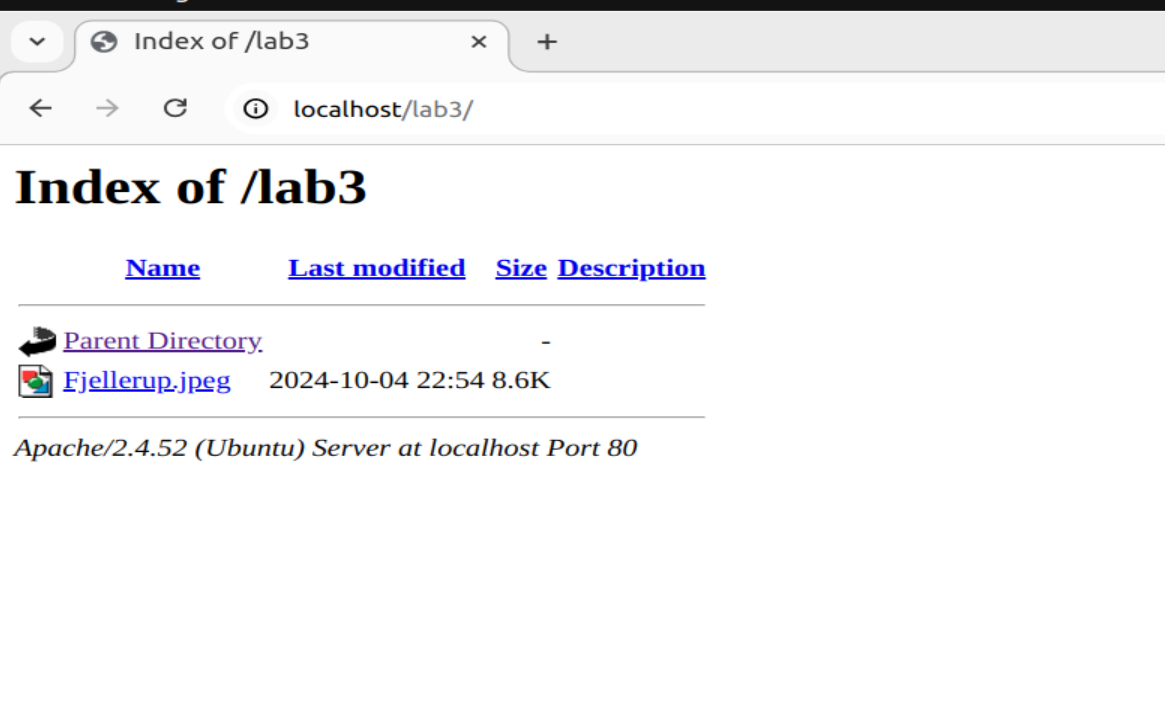 Index of /lab3
localhost/lab3/
Index of /lab3
Name Last modified Size Description
Parent Directory -
Fjellerup.jpeg 2024-10-04 22:54 8.6K
Apache/2.4.52 (Ubuntu) Server at localhost Port 80